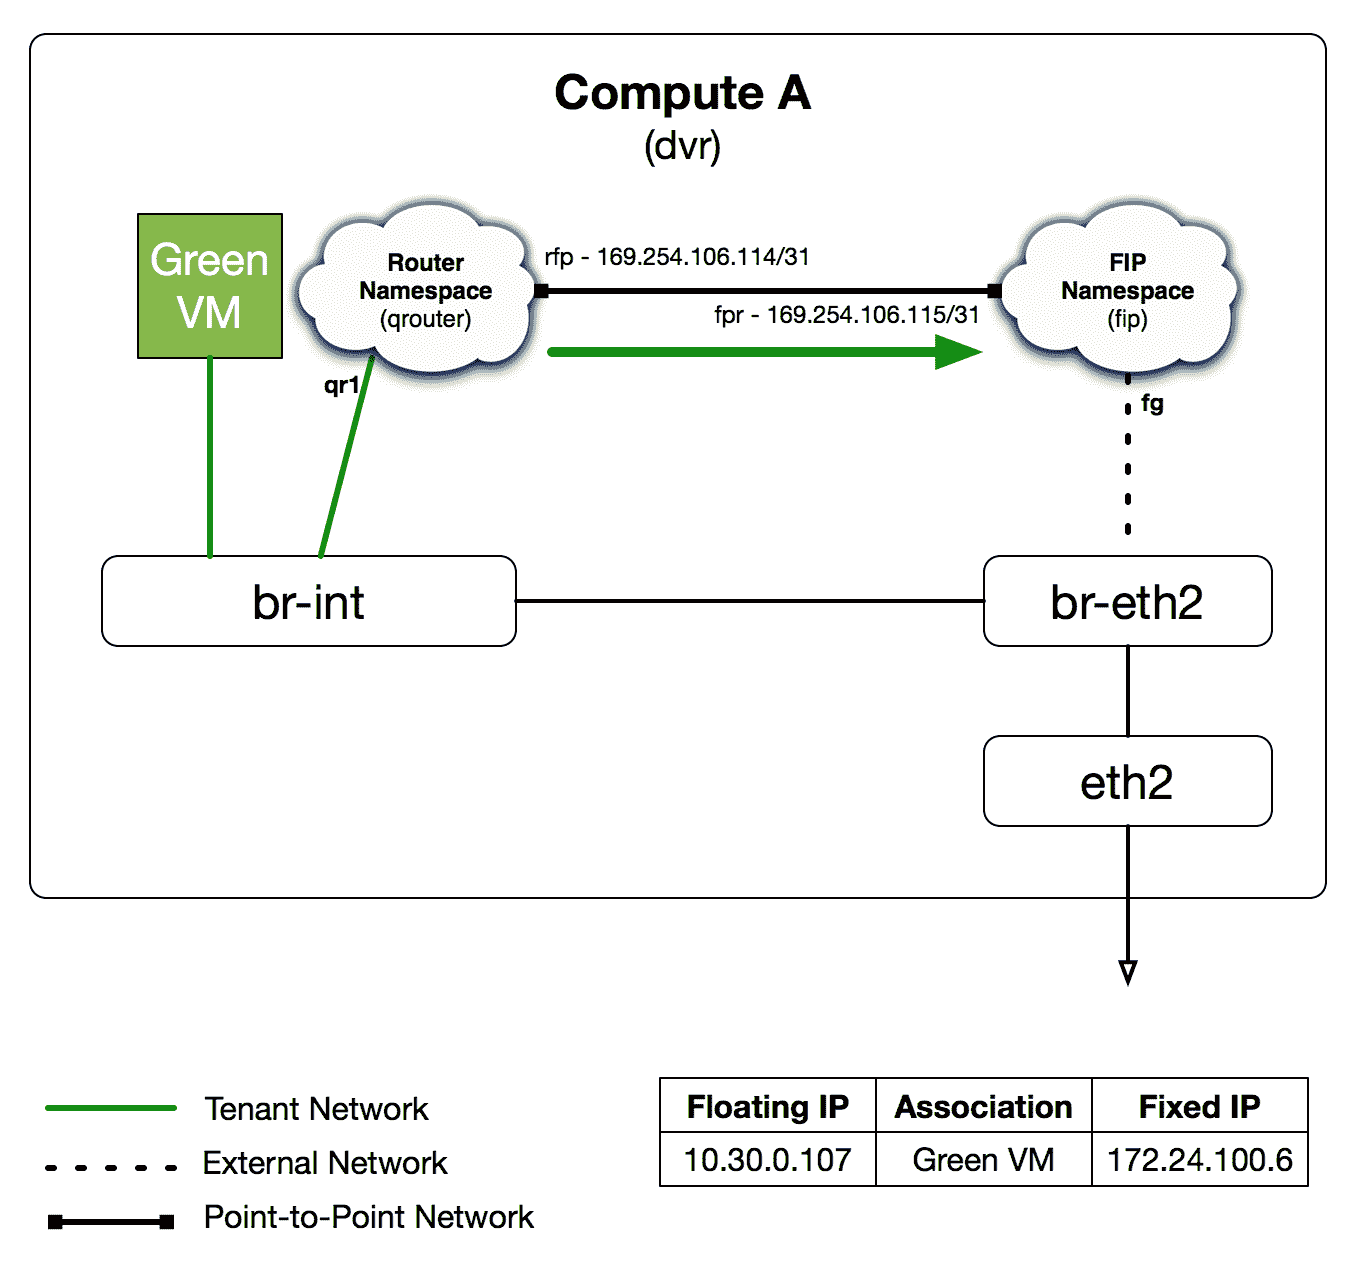 Compute A
(dvr)
Green
VM
Router
Namespace
(qrouter)
rfp - 169.254.106.114/31
fpr - 169.254.106.115/31
FIP
Namespace
(fip)
qr1
fg
br-int
br-eth2
eth2
Tenant Network
External Network
Point-to-Point Network
Floating IP Association Fixed IP
10.30.0.107 Green VM 172.24.100.6